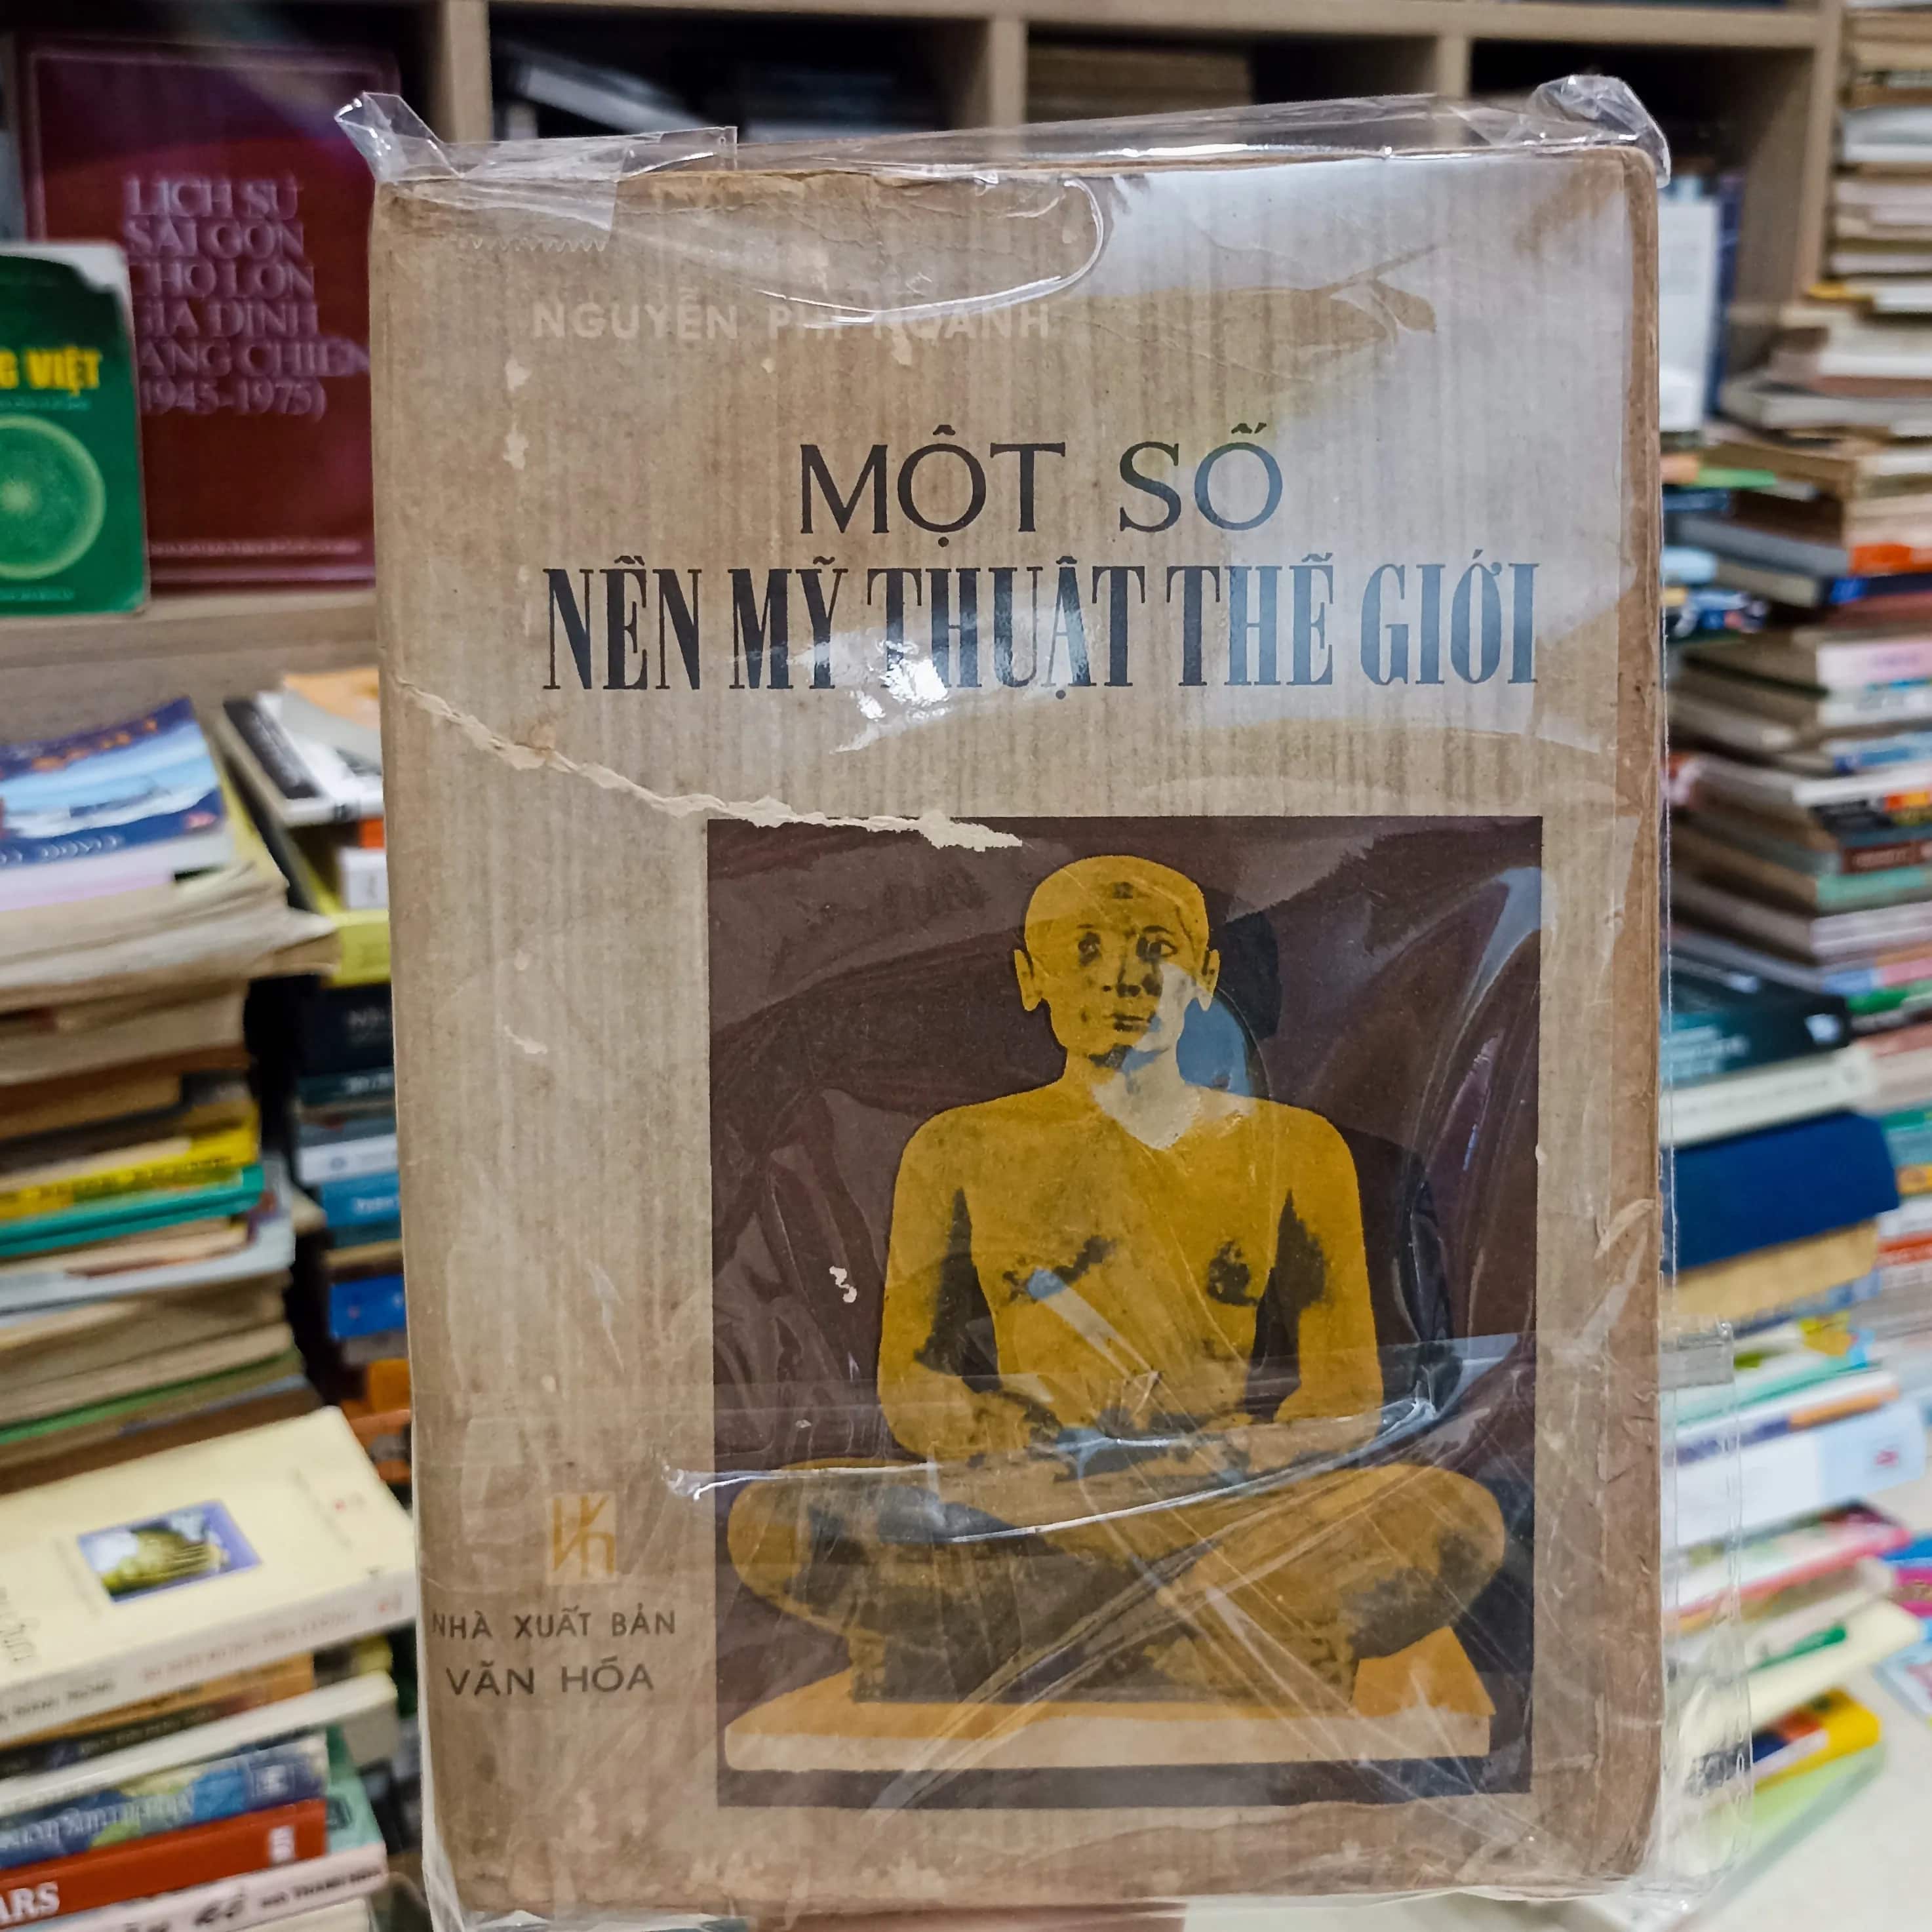 NGUYỄN PHI HOANH
MỘT SỐ
NỀN MỸ THUẬT THẾ GIỚI
NHÀ XUẤT BẢN
VĂN HÓA
LỊCH SỬ
SÀI GÒN
CHỢ LỚN
GIA ĐỊNH
CHIẾN
1945-1975)
VIỆT